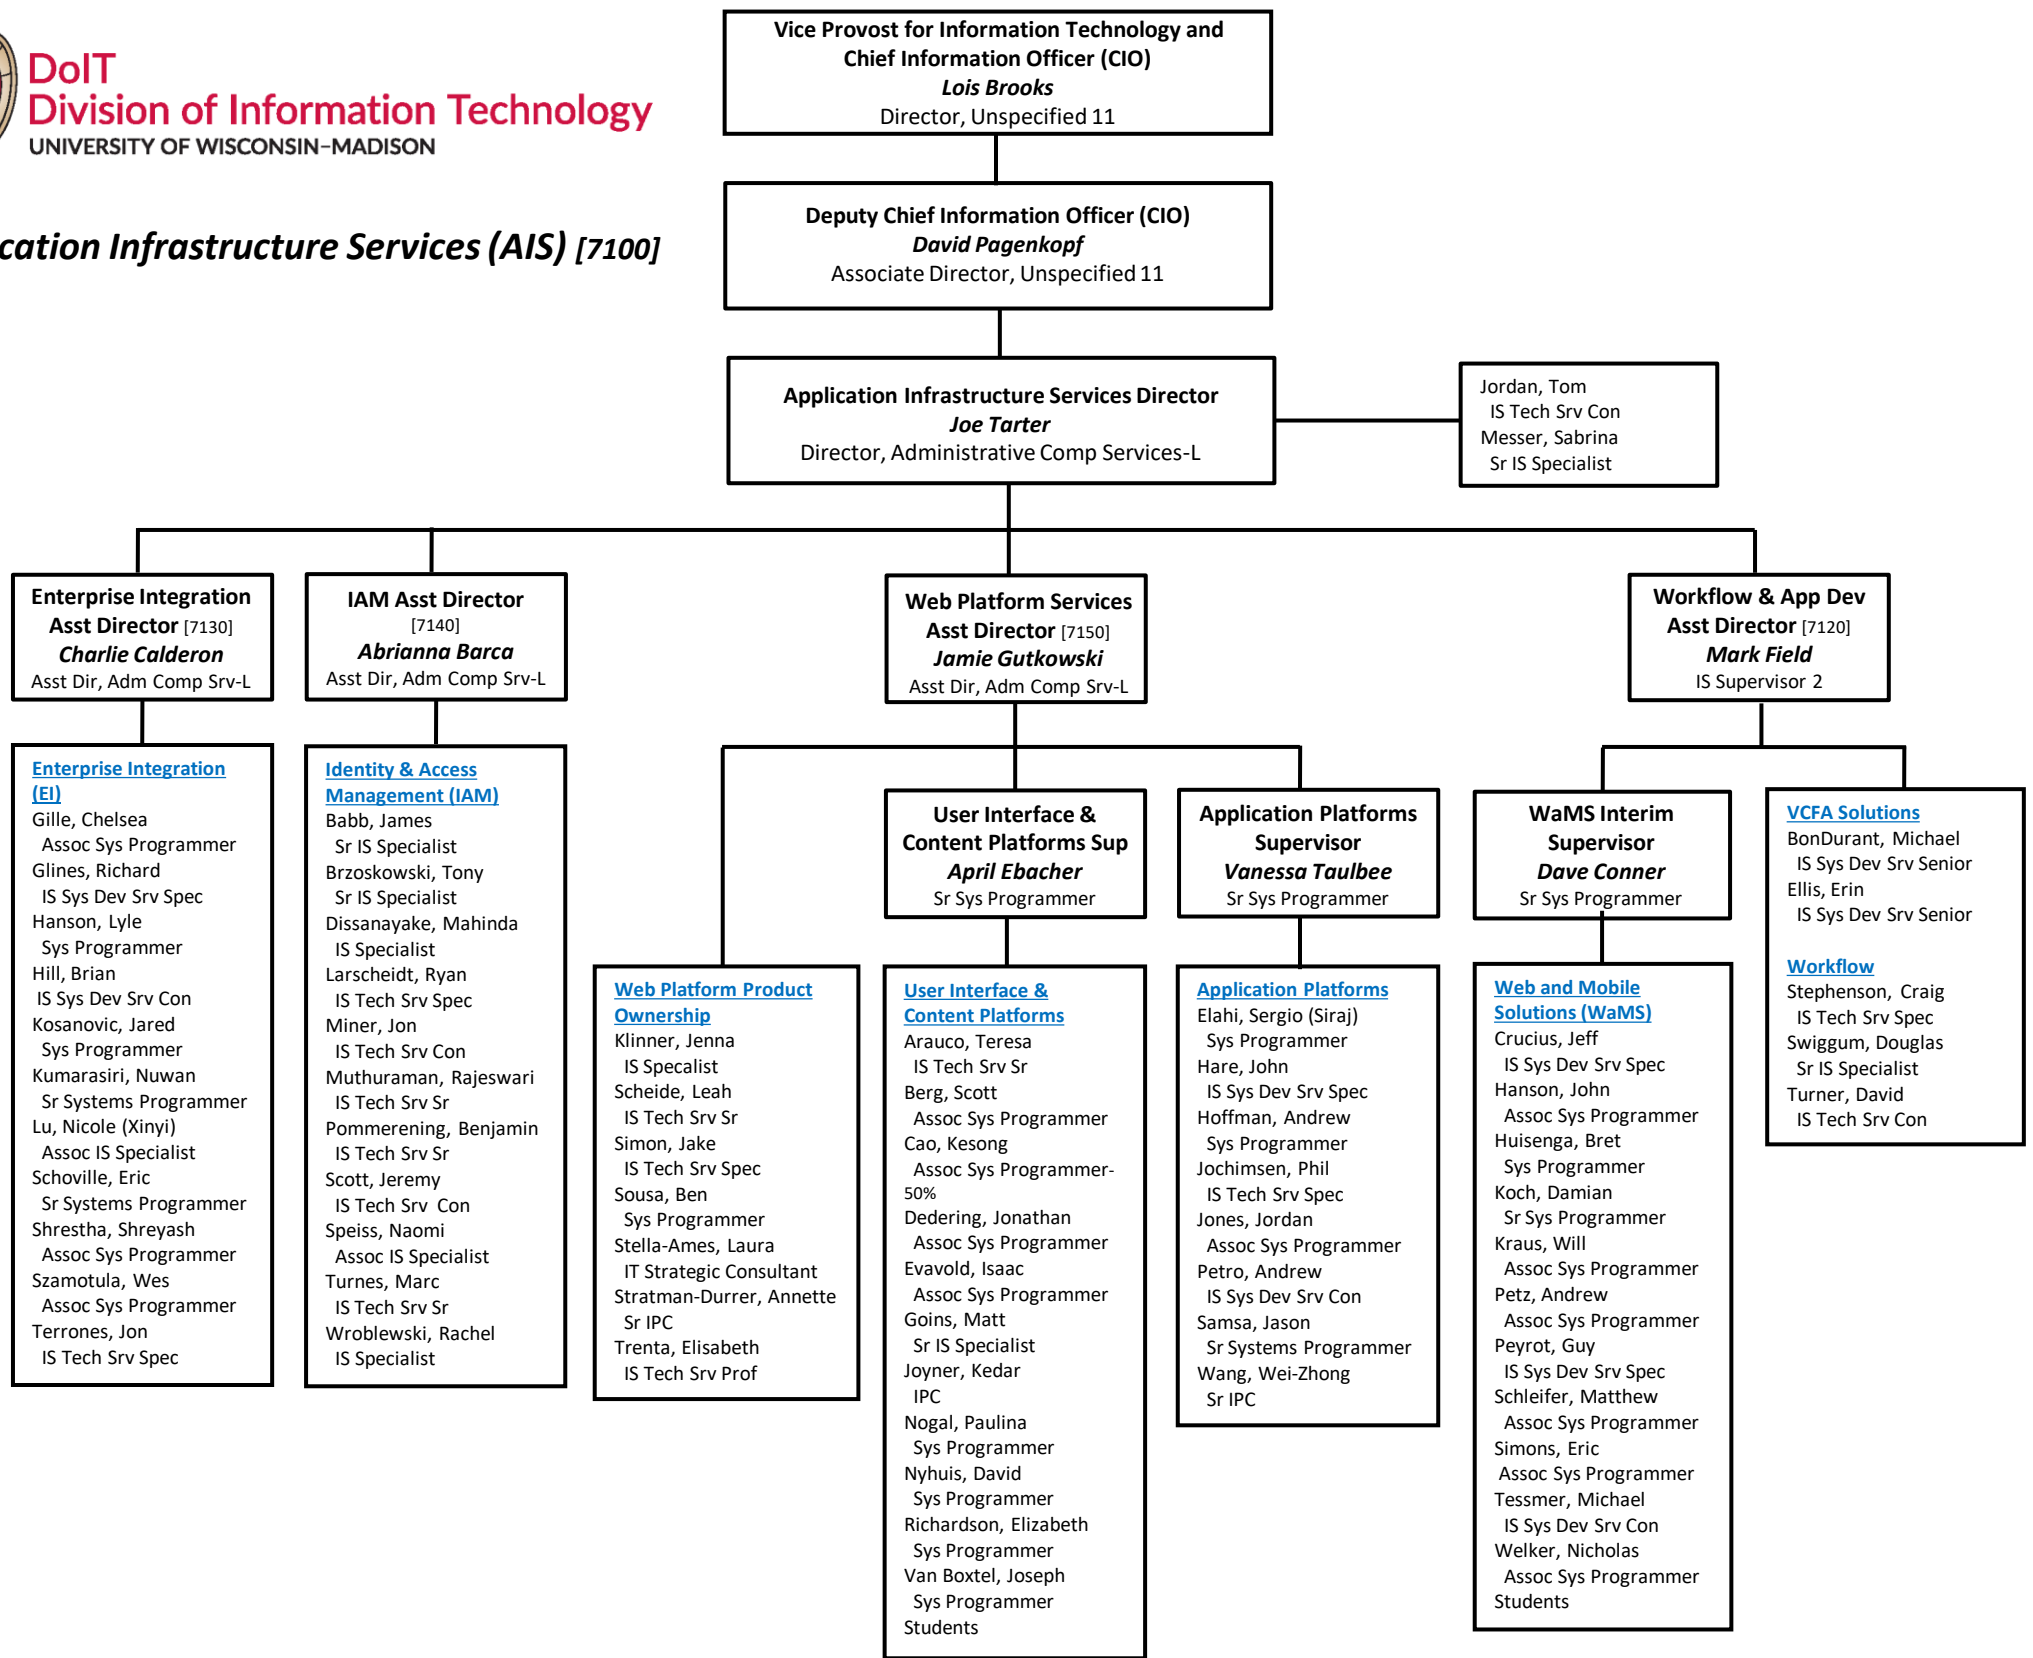 DoIT
Division of Information Technology
UNIVERSITY OF WISCONSIN–MADISON
Infrastructure Services (AIS) [7100]
Vice Provost for Information Technology and
Chief Information Officer (CIO)
Lois Brooks
Director, Unspecified 11
Deputy Chief Information Officer (CIO)
David Pagenkopf
Associate Director, Unspecified 11
Application Infrastructure Services Director
Joe Tarter
Director, Administrative Comp Services-L
Jordan, Tom
IS Tech Srv Con
Messer, Sabrina
Sr IS Specialist
Enterprise Integration
Asst Director [7130]
Charlie Calderon
Asst Dir, Adm Comp Srv-L
IAM Asst Director
[7140]
Abrianna Barca
Asst Dir, Adm Comp Srv-L
Web Platform Services
Asst Director [7150]
Jamie Gutkowski
Asst Dir, Adm Comp Srv-L
Workflow & App Dev
Asst Director [7120]
Mark Field
IS Supervisor 2
Enterprise Integration
(EI)
Gille, Chelsea
Assoc Sys Programmer
Glines, Richard
IS Sys Dev Srv Spec
Hanson, Lyle
Sys Programmer
Hill, Brian
IS Sys Dev Srv Con
Kosanovic, Jared
Sys Programmer
Kumarasiri, Nuwan
Sr Systems Programmer
Lu, Nicole (Xinyi)
Assoc IS Specialist
Schoville, Eric
Sr Systems Programmer
Shrestha, Shreyash
Assoc Sys Programmer
Szamotula, Wes
Assoc Sys Programmer
Terrones, Jon
IS Tech Srv Spec
Identity & Access
Management (IAM)
Babb, James
Sr IS Specialist
Brzoskowski, Tony
Sr IS Specialist
Dissanayake, Mahinda
IS Specialist
Larscheidt, Ryan
IS Tech Srv Spec
Miner, Jon
IS Tech Srv Con
Muthuraman, Rajeswari
IS Tech Srv Sr
Pommerening, Benjamin
IS Tech Srv Sr
Scott, Jeremy
IS Tech Srv Con
Speiss, Naomi
Assoc IS Specialist
Turnes, Marc
IS Tech Srv Sr
Wroblewski, Rachel
IS Specialist
Web Platform Product
Ownership
Klinner, Jenna
IS Specalist
Scheide, Leah
IS Tech Srv Sr
Simon, Jake
IS Tech Srv Spec
Sousa, Ben
Sys Programmer
Stella-Ames, Laura
IT Strategic Consultant
Stratman-Durrer, Annette
Sr IPC
Trenta, Elisabeth
IS Tech Srv Prof
User Interface &
Content Platforms Sup
April Ebacher
Sr Sys Programmer
User Interface &
Content Platforms
Arauco, Teresa
IS Tech Srv Sr
Berg, Scott
Assoc Sys Programmer
Cao, Kesong
Assoc Sys Programmer-
50%
Dedering, Jonathan
Assoc Sys Programmer
Evavold, Isaac
Assoc Sys Programmer
Goins, Matt
Sr IS Specialist
Joyner, Kedar
IPC
Nogal, Paulina
Sys Programmer
Nyhuis, David
Sys Programmer
Richardson, Elizabeth
Sys Programmer
Van Boxtel, Joseph
Sys Programmer
Students
Application Platforms
Supervisor
Vanessa Taulbee
Sr Sys Programmer
Application Platforms
Elahi, Sergio (Siraj)
Sys Programmer
Hare, John
IS Sys Dev Srv Spec
Hoffman, Andrew
Sys Programmer
Jochimsen, Phil
IS Tech Srv Spec
Jones, Jordan
Assoc Sys Programmer
Petro, Andrew
IS Sys Dev Srv Con
Samsa, Jason
Sr Systems Programmer
Wang, Wei-Zhong
Sr IPC
WaMS Interim
Supervisor
Dave Conner
Sr Sys Programmer
Web and Mobile
Solutions (WaMS)
Crucius, Jeff
IS Sys Dev Srv Spec
Hanson, John
Assoc Sys Programmer
Huisenga, Bret
Sys Programmer
Koch, Damian
Sr Sys Programmer
Kraus, Will
Assoc Sys Programmer
Petz, Andrew
Assoc Sys Programmer
Peyrot, Guy
IS Sys Dev Srv Spec
Schleifer, Matthew
Assoc Sys Programmer
Simons, Eric
Assoc Sys Programmer
Tessmer, Michael
IS Sys Dev Srv Con
Welker, Nicholas
Assoc Sys Programmer
Students
VCFA Solutions
BonDurant, Michael
IS Sys Dev Srv Senior
Ellis, Erin
IS Sys Dev Srv Senior
Workflow
Stephenson, Craig
IS Tech Srv Spec
Swiggum, Douglas
Sr IS Specialist
Turner, David
IS Tech Srv Con